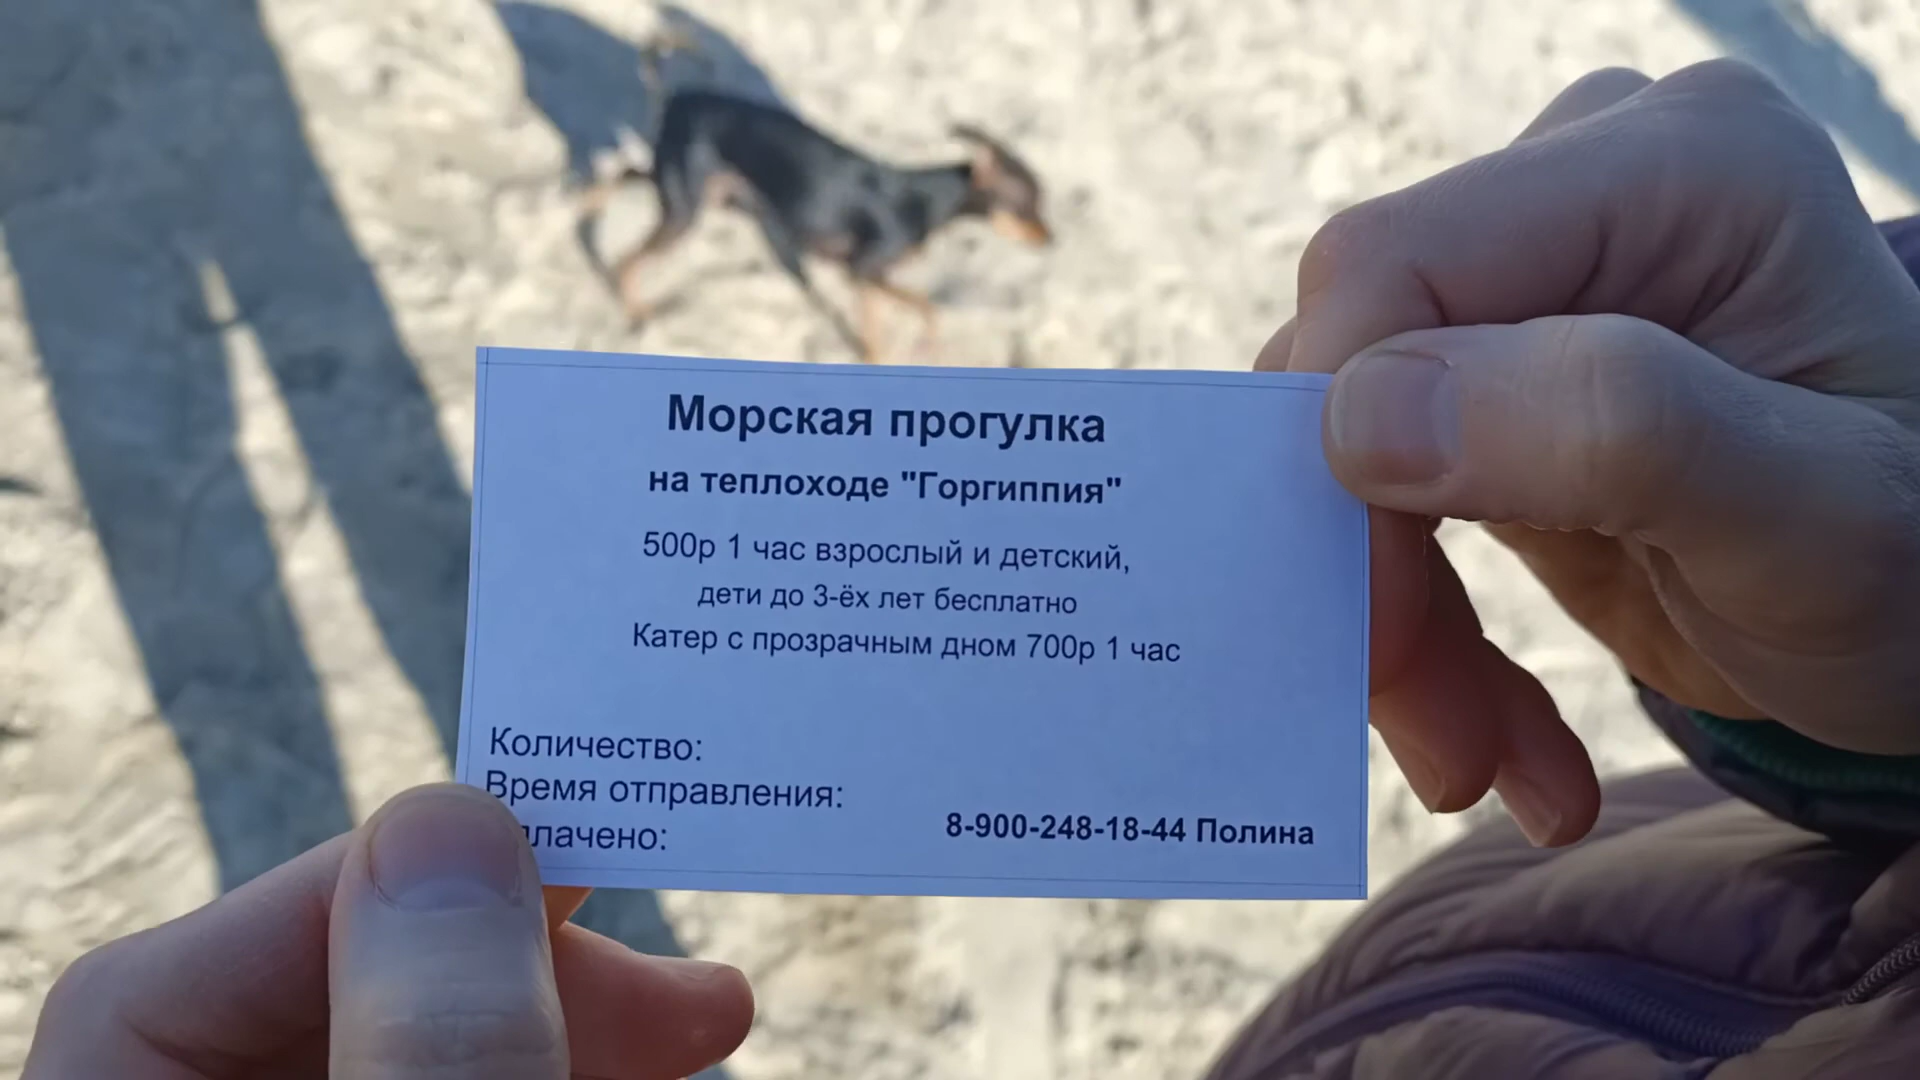 Морская прогулка
на теплоходе "Горгиппия"
500р 1 час взрослый и детский,
дети до 3-ёх лет бесплатно
Катер с прозрачным дном 700р 1 час
Количество:
Время отправления:
8-900-248-18-44 Полина